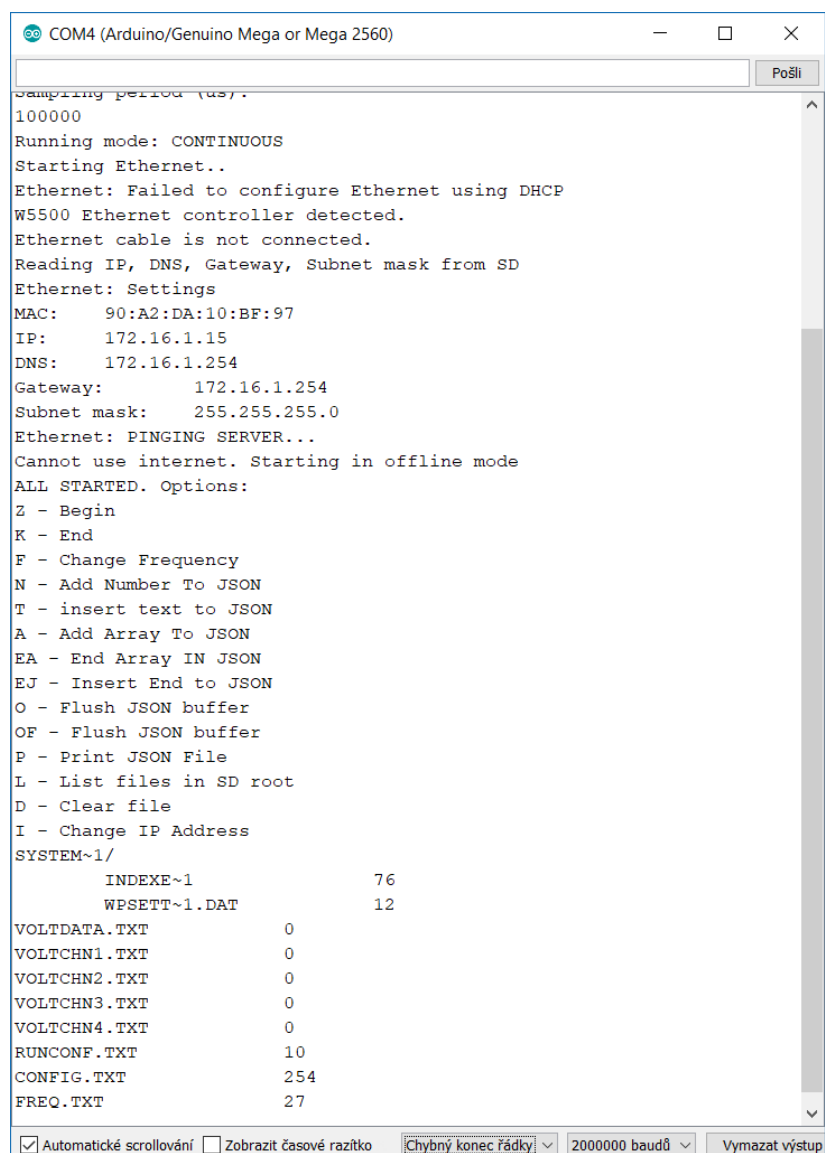 COM4 (Arduino/Genuino Mega or Mega 2560)
Pošli
Sampling period (us):
100000
Running mode: CONTINUOUS
Starting Ethernet..
Ethernet: Failed to configure Ethernet using DHCP
W5500 Ethernet controller detected.
Ethernet cable is not connected.
Reading IP, DNS, Gateway, Subnet mask from SD
Ethernet: Settings
MAC: 90:A2:DA:10:BF:97
IP: 172.16.1.15
DNS: 172.16.1.254
Gateway: 172.16.1.254
Subnet mask: 255.255.255.0
Ethernet: PINGING SERVER...
Cannot use internet. Starting in offline mode
ALL STARTED. Options:
Z - Begin
K - End
F - Change Frequency
N - Add Number To JSON
T - insert text to JSON
A - Add Array To JSON
EA - End Array IN JSON
EJ - Insert End to JSON
O - Flush JSON buffer
OF - Flush JSON buffer
P - Print JSON File
L - List files in SD root
D - Clear file
I - Change IP Address
SYSTEM~1/
INDEXE~1 76
WPSETT~1.DAT 12
VOLTDATA.TXT 0
VOLTCHN1.TXT 0
VOLTCHN2.TXT 0
VOLTCHN3.TXT 0
VOLTCHN4.TXT 0
RUNCONF.TXT 10
CONFIG.TXT 254
FREQ.TXT 27
Automatické scrollování Zobrazit časové razítko Chybný konec řádky 2000000 baudů Vymazat výstup